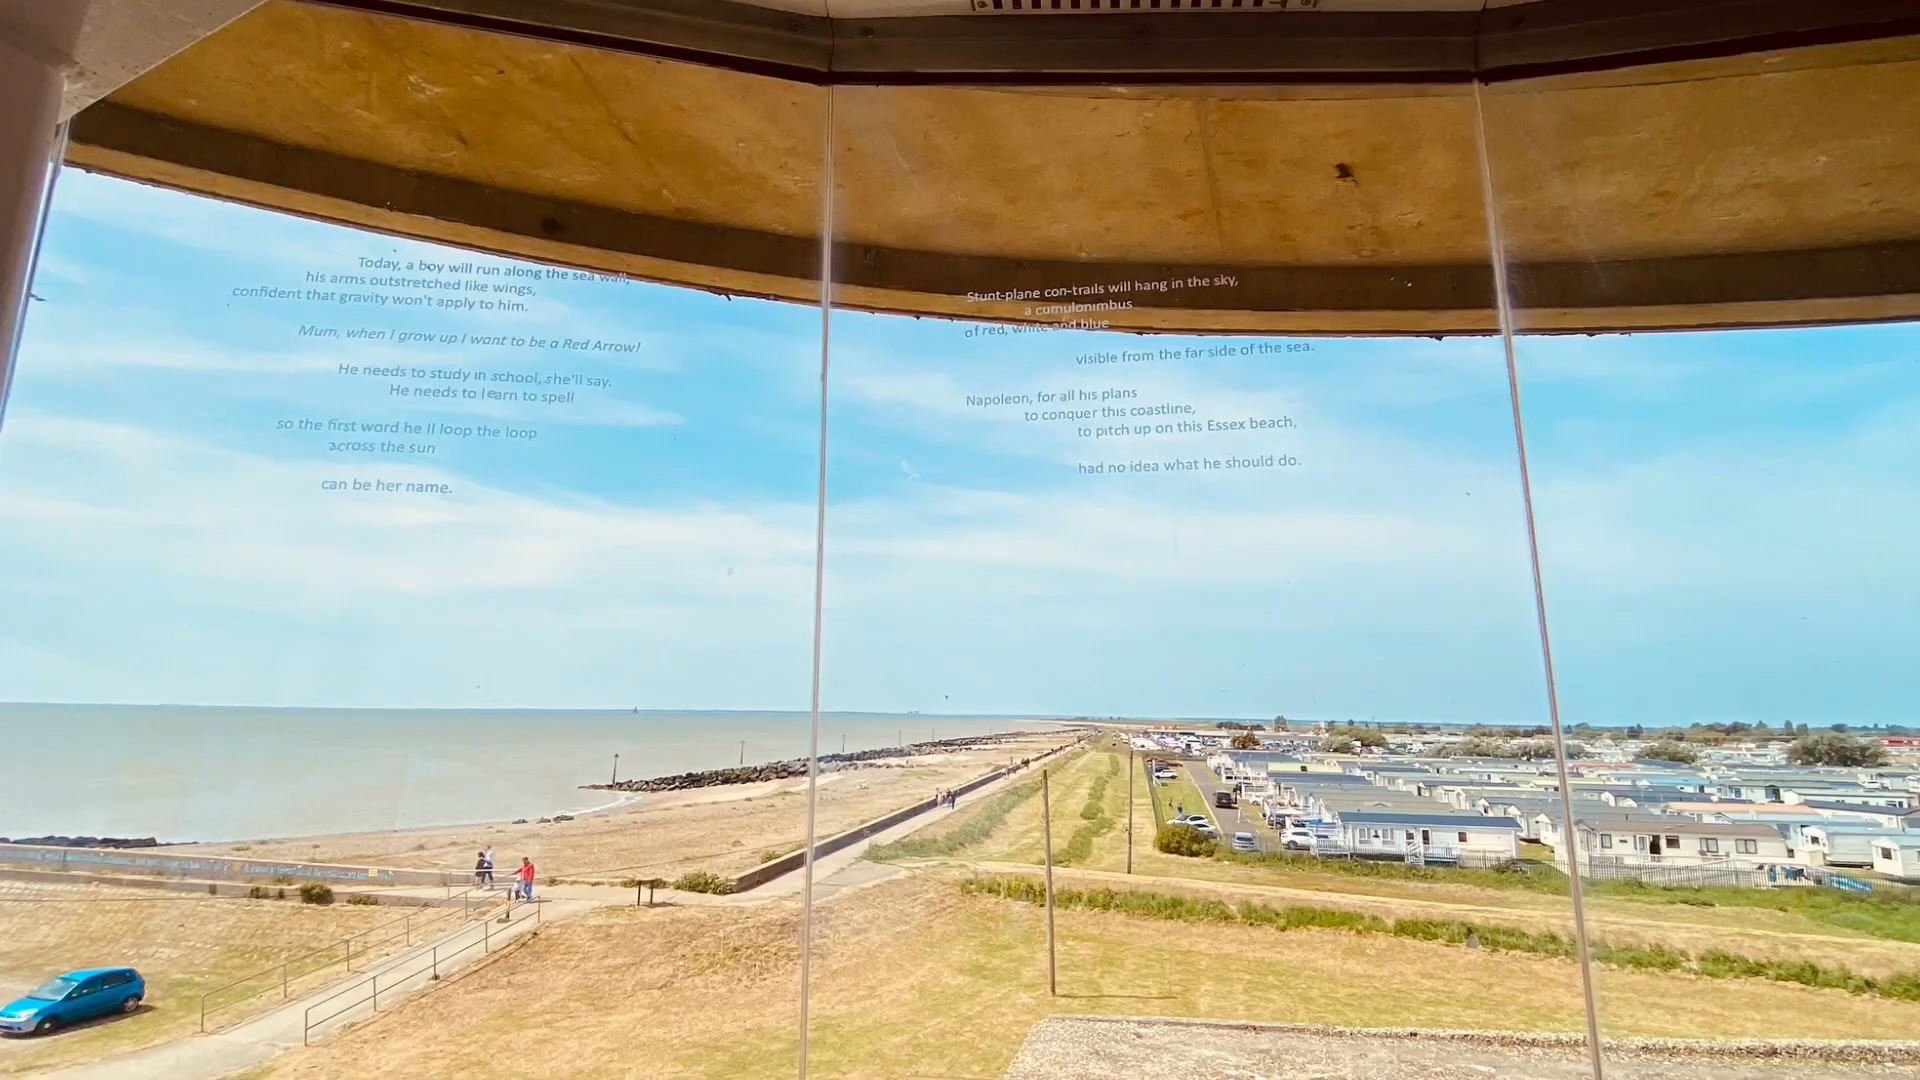 Today, a boy will run along the sea wall,
his arms outstretched like wings,
confident that gravity won't apply to him.
Mum, when I grow up I want to be a Red Arrow!
He needs to study in school, she'll say.
He needs to learn to spell
so the first word he ll loop the loop
across the sun
can be her name.
Stunt-plane con-trails will hang in the sky,
a cumulonimbus
of red, white and blue
visible from the far side of the sea.
Napoleon, for all his plans
to conquer this coastline,
to pitch up on this Essex beach,
had no idea what he should do.